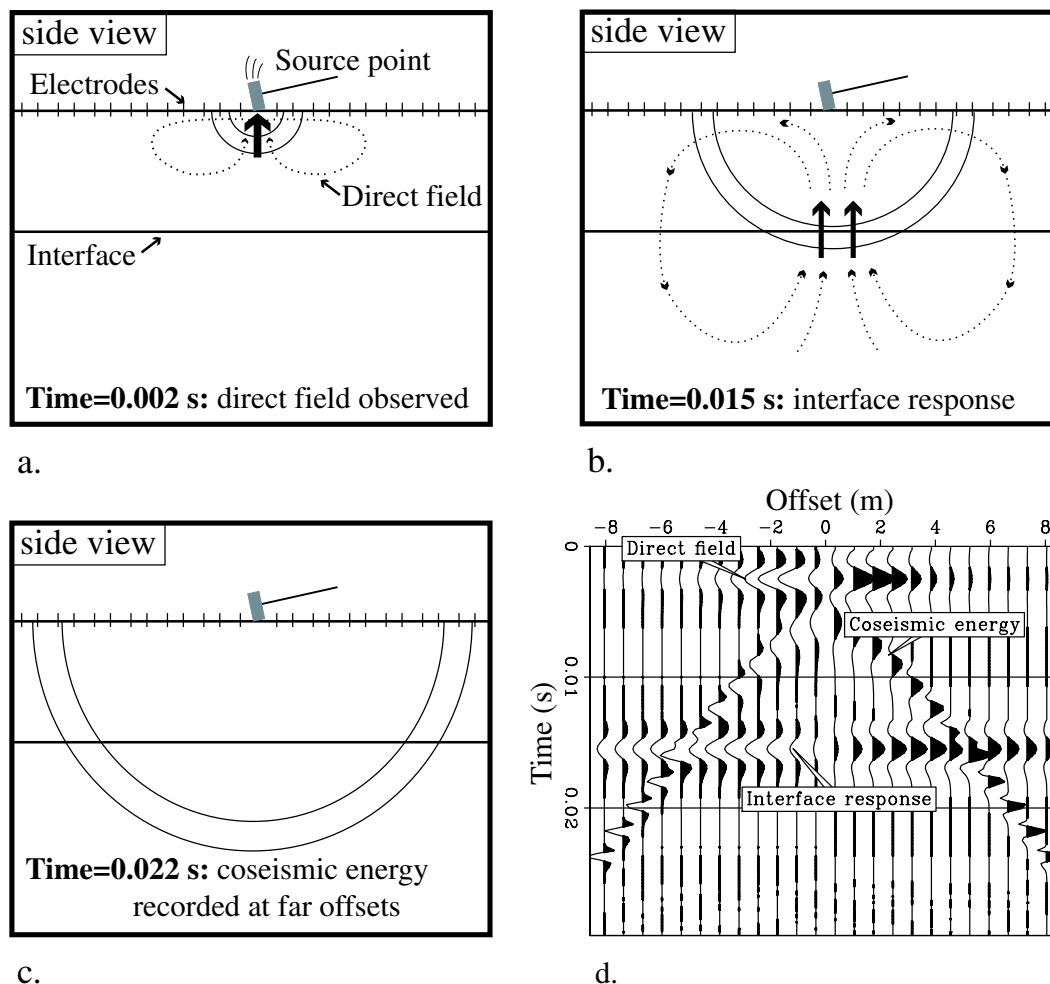 side view
Source point
Electrodes
Direct field
Interface
Time=0.002 s: direct field observed
a.
side view
Time=0.015 s: interface response
b.
side view
Time=0.022 s: coseismic energy
recorded at far offsets
c.
Offset (m)
-8 -6 -4 -2 0 2 4 6 8
Time (s)
0
0.01
0.02
Direct field
Coseismic energy
Interface response
d.